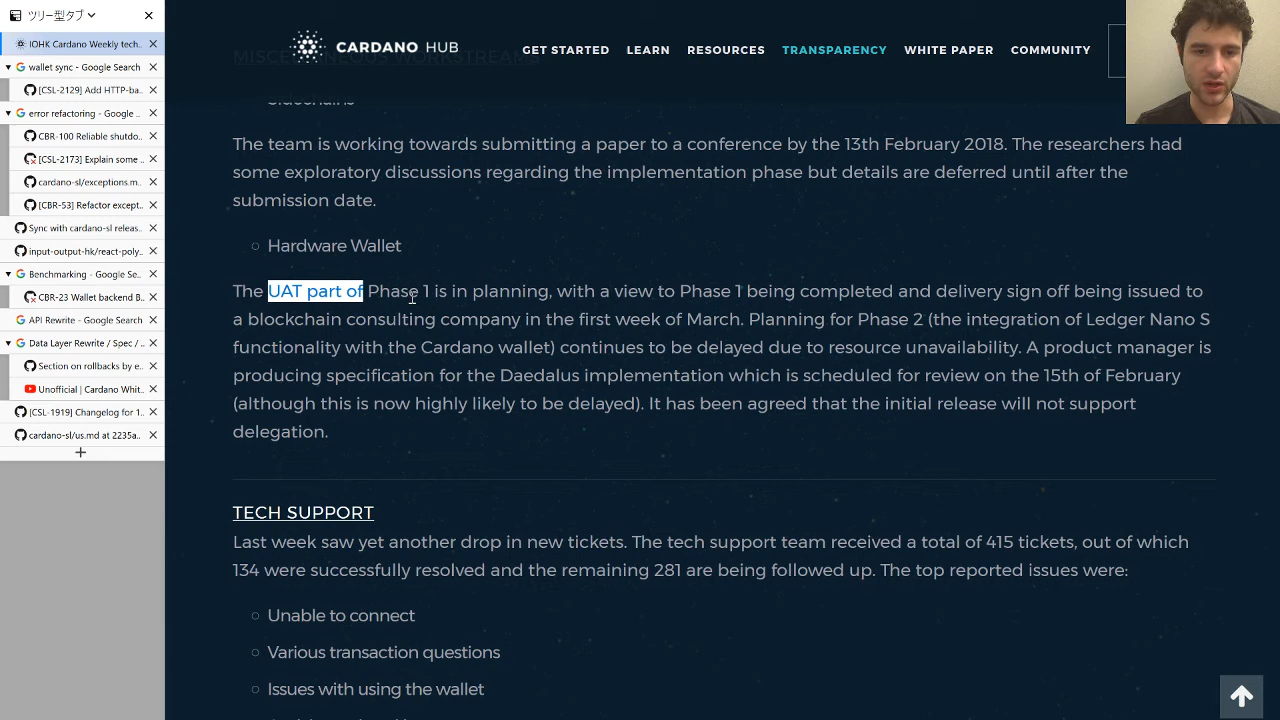 ツリー型タブ
IOHK Cardano Weekly tech..
wallet sync - Google Search
[CSL-2129] Add HTTP-ba..
error refactoring - Google ..
CBR-100 Reliable shutdo..
[CSL-2173] Explain some ..
cardano-sl/exceptions.m..
[CBR-53] Refactor except..
Sync with cardano-sl releas..
input-output-hk/react-poly..
Benchmarking - Google Se..
CBR-23 Wallet backend B..
API Rewrite - Google Search
Data Layer Rewrite / Spec / ..
Section on rollbacks by e..
Unofficial | Cardano Whit..
[CSL-1919] Changelog for 1..
cardano-sl/us.md at 2235a..
CARDANO HUB
GET STARTED LEARN RESOURCES TRANSPARENCY WHITE PAPER COMMUNITY
MISCELLANEOUS WORKSTREAMS
Sidechains
The team is working towards submitting a paper to a conference by the 13th February 2018. The researchers had
some exploratory discussions regarding the implementation phase but details are deferred until after the
submission date.
Hardware Wallet
The UAT part of Phase 1 is in planning, with a view to Phase 1 being completed and delivery sign off being issued to
a blockchain consulting company in the first week of March. Planning for Phase 2 (the integration of Ledger Nano S
functionality with the Cardano wallet) continues to be delayed due to resource unavailability. A product manager is
producing specification for the Daedalus implementation which is scheduled for review on the 15th of February
(although this is now highly likely to be delayed). It has been agreed that the initial release will not support
delegation.
TECH SUPPORT
Last week saw yet another drop in new tickets. The tech support team received a total of 415 tickets, out of which
134 were successfully resolved and the remaining 281 are being followed up. The top reported issues were:
Unable to connect
Various transaction questions
Issues with using the wallet